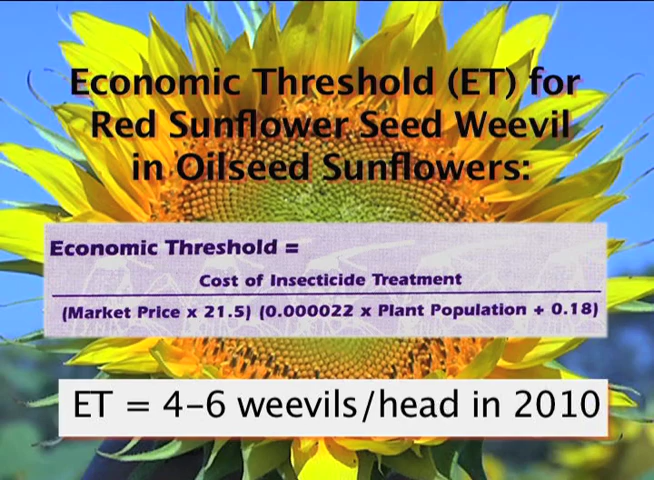 Economic Threshold (ET) for
Red Sunflower Seed Weevil
in Oilseed Sunflowers:
Economic Threshold =
Cost of Insecticide Treatment
(Market Price x 21.5) (0.000022 x Plant Population + 0.18)
ET = 4–6 weevils/head in 2010